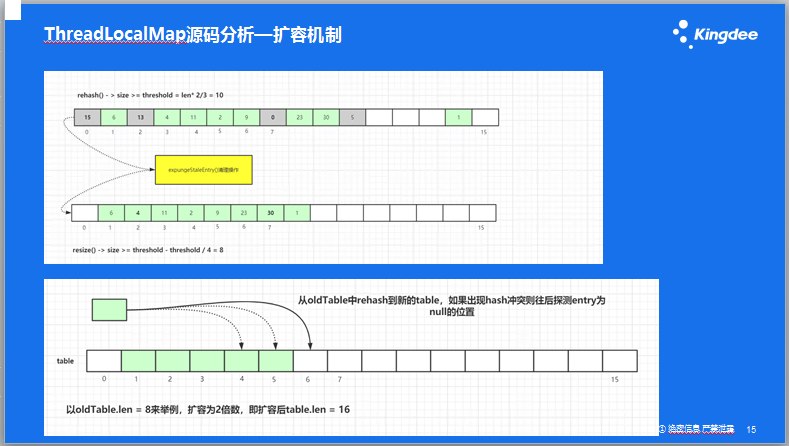 ThreadLocalMap源码分析—扩容机制
Kingdee
rehash() - > size >= threshold = len* 2/3 = 10
15 6 13 4 11 2 9 0 23 30 5 1
0 1 2 3 4 5 6 7 15
expungeStaleEntry()清理操作
6 4 11 2 9 23 30 1
0 1 2 3 4 5 6 7 15
resize() -> size >= threshold - threshold / 4 = 8
从oldTable中rehash到新的table，如果出现hash冲突则往后探测entry为
null的位置
table
0 1 2 3 4 5 6 7 15
以oldTable.len = 8来举例，扩容为2倍数，即扩容后table.len = 16
15